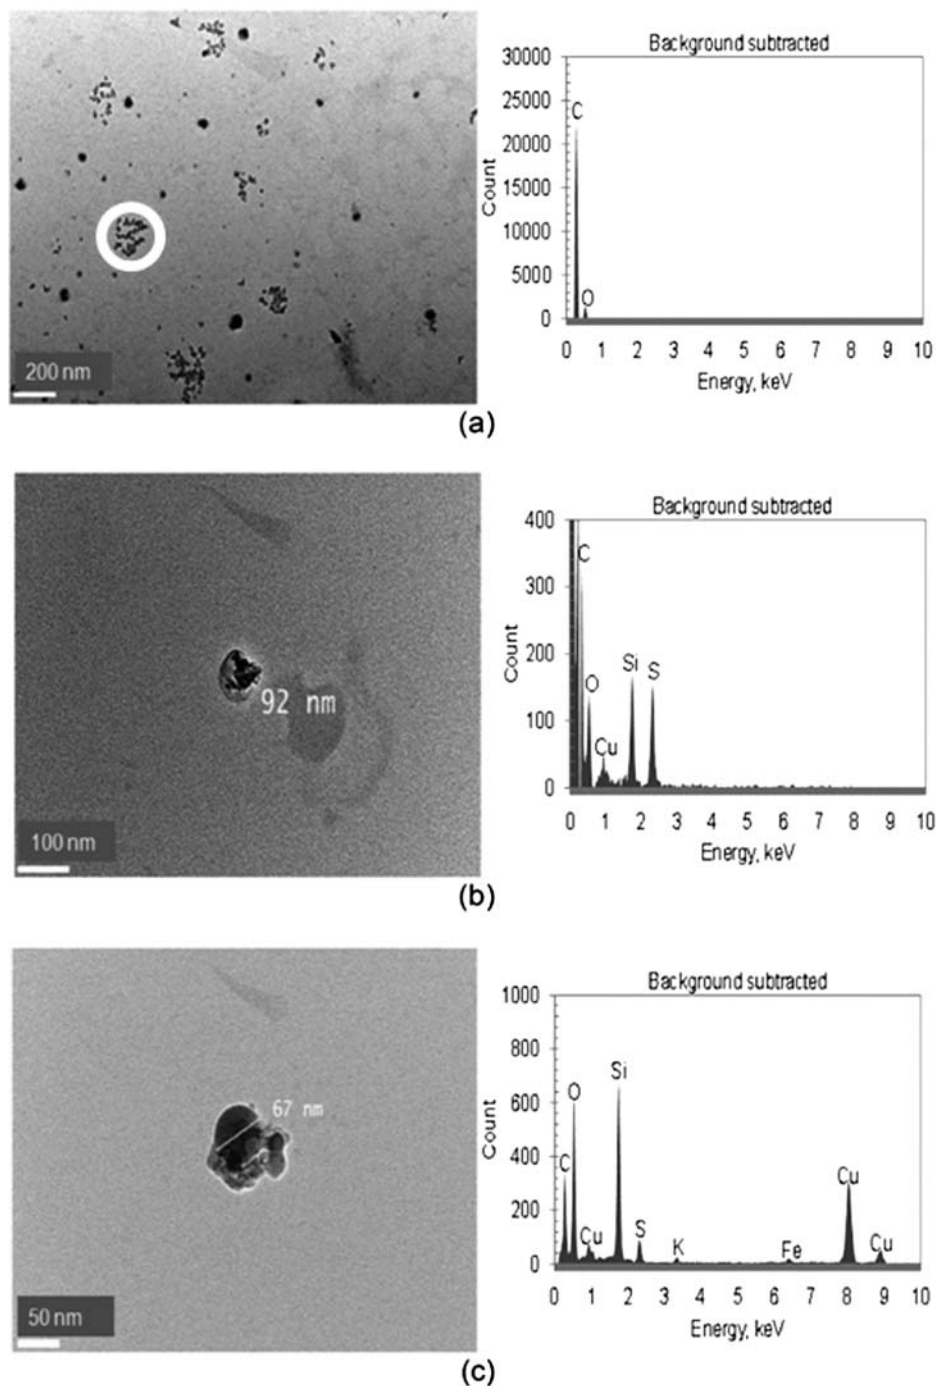 Background subtracted
30000
25000
20000
15000
10000
5000
0
Count
C
O
0 1 2 3 4 5 6 7 8 9 10
Energy, keV
200 nm
(a)
Background subtracted
400
300
200
100
0
Count
C
O
Cu
Si
S
0 1 2 3 4 5 6 7 8 9 10
Energy, keV
92 nm
100 nm
(b)
Background subtracted
1000
800
600
400
200
0
Count
C
O
Cu
Si
S
K
Fe
Cu
Cu
0 1 2 3 4 5 6 7 8 9 10
Energy, keV
67 nm
50 nm
(c)